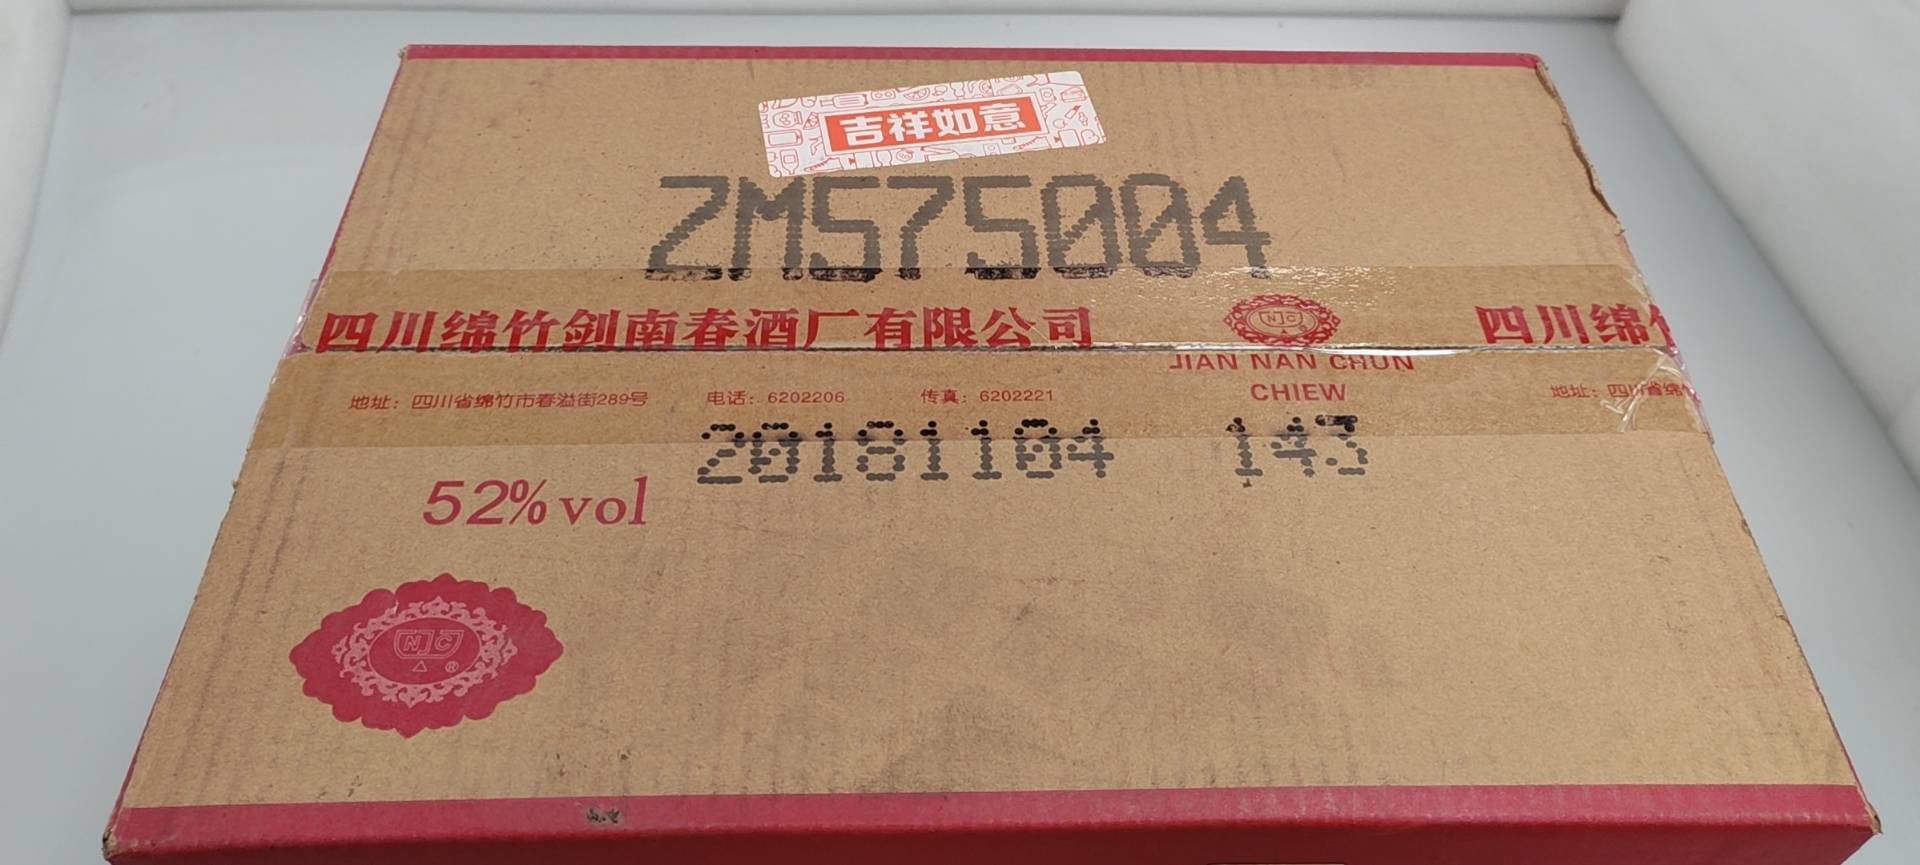 吉祥如意
ZM575004
四川绵竹剑南春酒厂有限公司
NJC®
四川绵竹
JIAN NAN CHUN
CHIEW
地址：四川省绵竹市春溢街289号 电话：6202206 传真：6202221
地址：四川省绵竹
20181104 143
52%vol
NJC
®